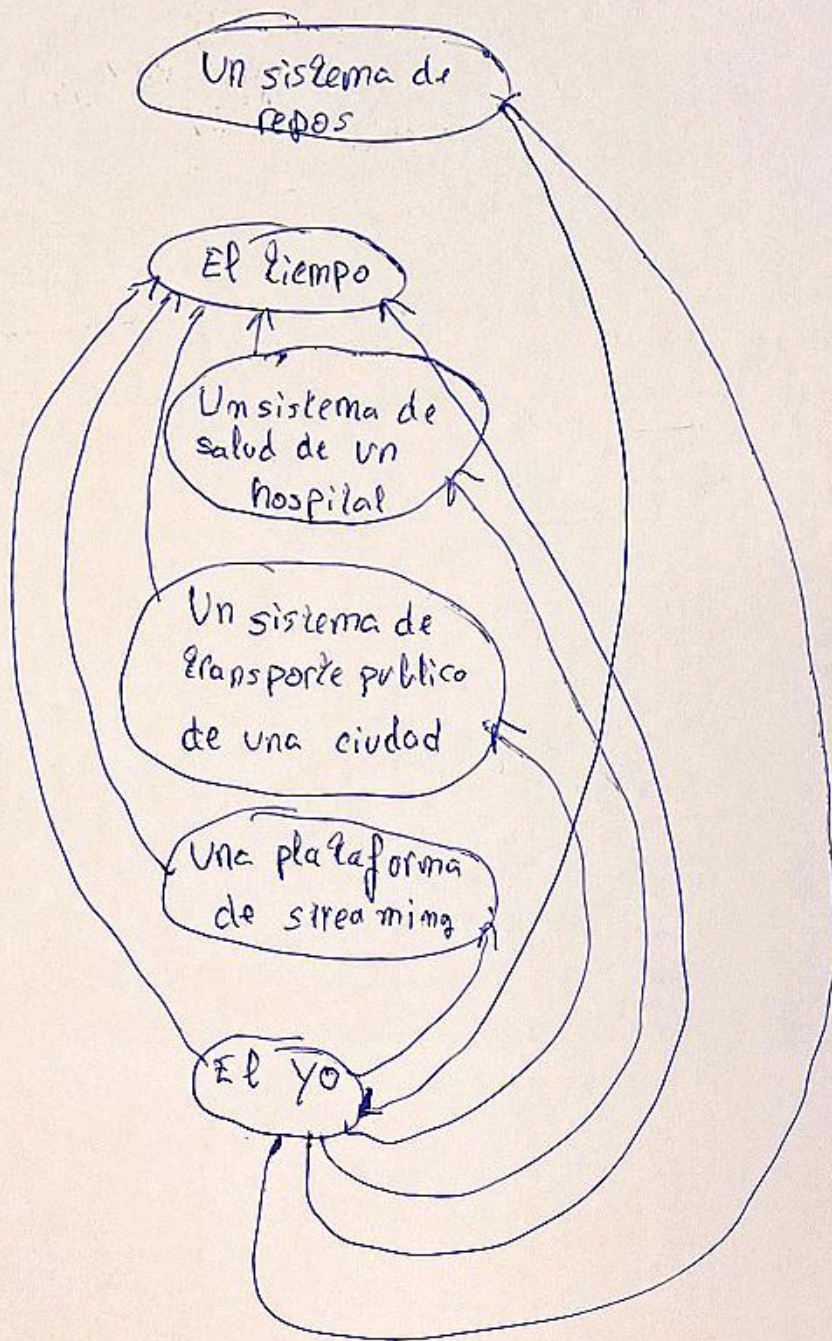 Un sistema de
repos
El tiempo
Un sistema de
salud de un
hospital
Un sistema de
transporte publico
de una ciudad
Una plataforma
de streaming
El YO